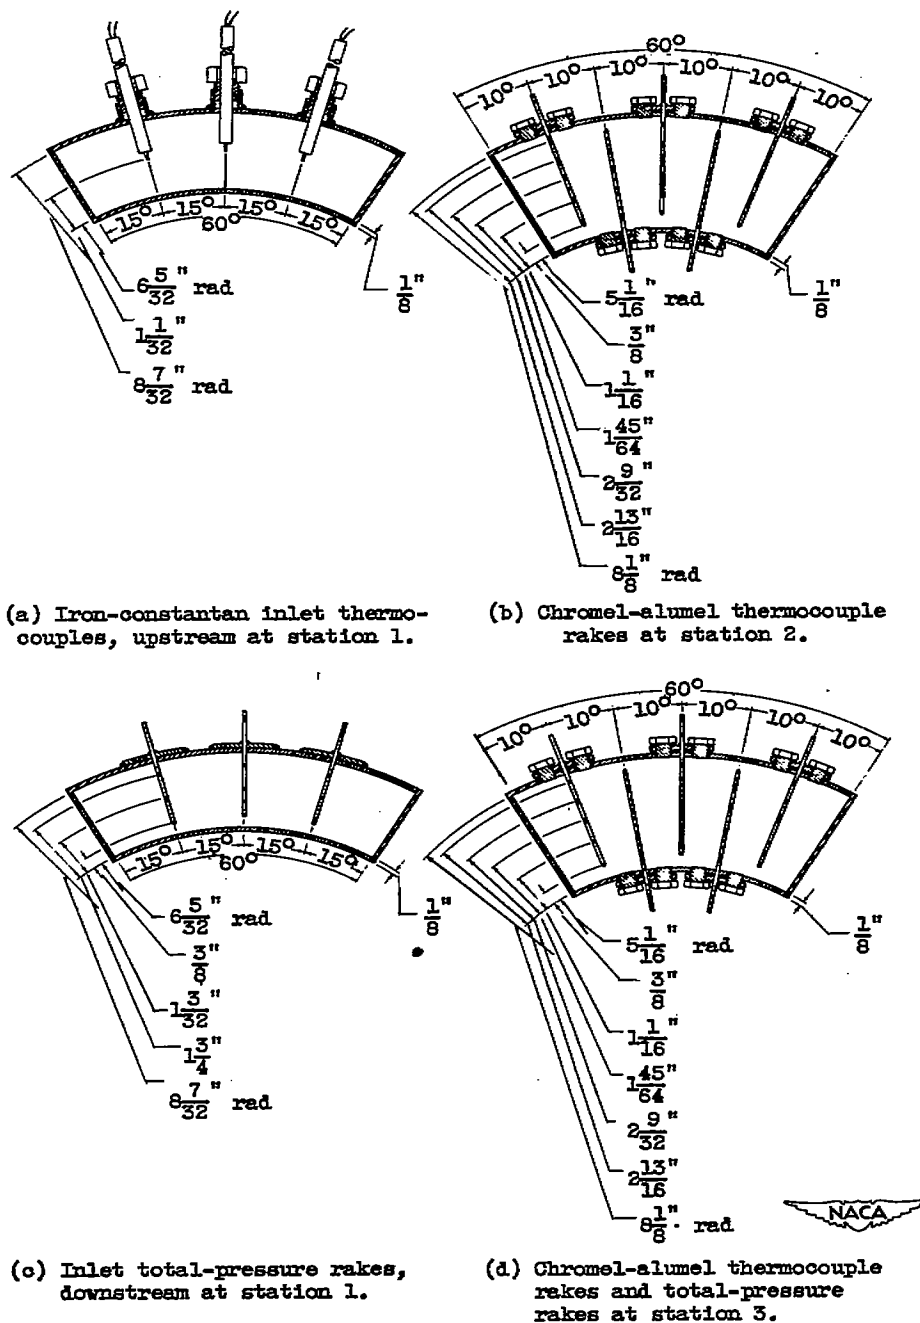 60°
10° 10° 10° 10° 10° 10°
15° 15° 15° 15°
60°
6 5/32" rad
1 1/32"
8 7/32" rad
1/8"
5 1/16" rad
3/8"
1 1/16"
1 45/64"
2 9/32"
2 13/16"
8 1/8" rad
1/8"
(a) Iron-constantan inlet thermo-
couples, upstream at station 1.
(b) Chromel-alumel thermocouple
rakes at station 2.
60°
10° 10° 10° 10° 10° 10°
15° 15° 15° 15°
60°
6 5/32" rad
3/8"
1 3/32"
1 3/4"
8 7/32" rad
1/8"
5 1/16" rad
3/8"
1 1/16"
1 45/64"
2 9/32"
2 13/16"
8 1/8" rad
1/8"
NACA
(c) Inlet total-pressure rakes,
downstream at station 1.
(d) Chromel-alumel thermocouple
rakes and total-pressure
rakes at station 3.